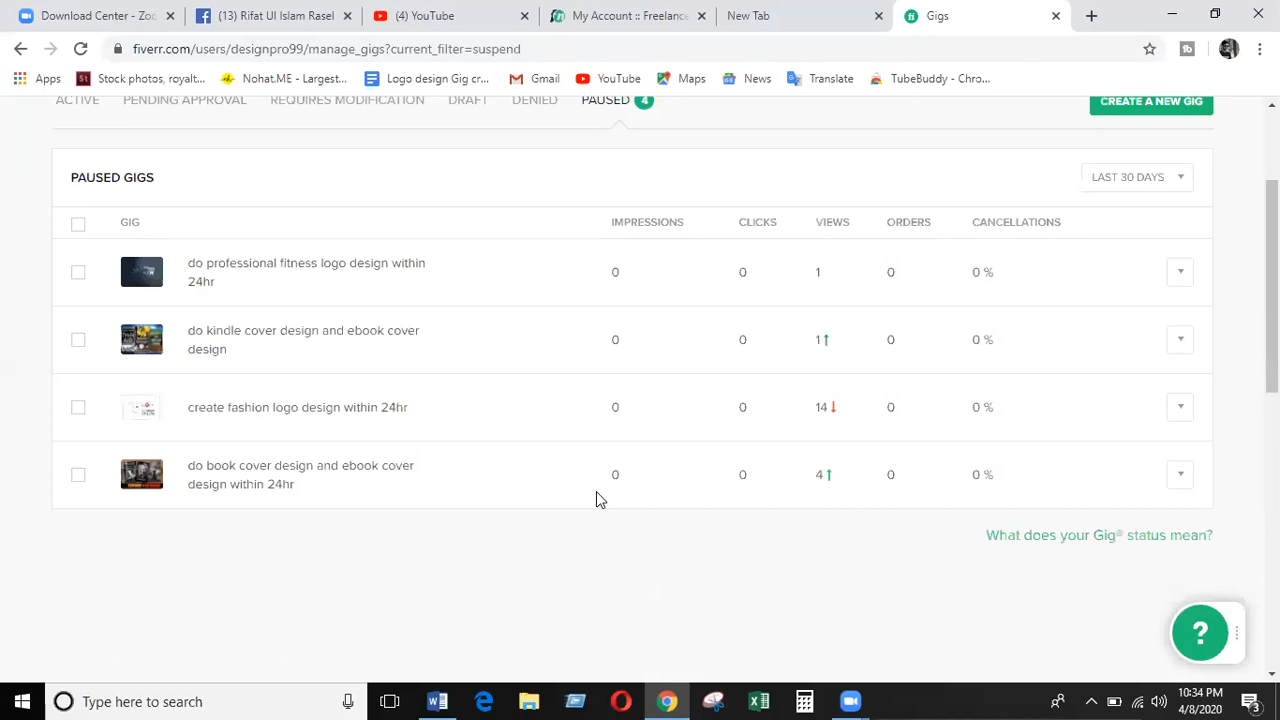 Download Center - Zoo
(13) Rifat Ul Islam Rasel
(4) YouTube
My Account :: Freelance
New Tab
Gigs
fiverr.com/users/designpro99/manage_gigs?current_filter=suspend
Apps
Stock photos, royalt...
Nohat.ME - Largest...
Logo design Gig cr...
Gmail
YouTube
Maps
News
Translate
TubeBuddy - Chro...
ACTIVE PENDING APPROVAL REQUIRES MODIFICATION DRAFT DENIED PAUSED 4
CREATE A NEW GIG
PAUSED GIGS
LAST 30 DAYS
GIG IMPRESSIONS CLICKS VIEWS ORDERS CANCELLATIONS
do professional fitness logo design within
24hr
0 0 1 0 0 %
do kindle cover design and ebook cover
design
0 0 1 0 0 %
create fashion logo design within 24hr
0 0 14 0 0 %
do book cover design and ebook cover
design within 24hr
0 0 4 0 0 %
What does your Gig® status mean?
?
Type here to search
10:34 PM
4/8/2020
3